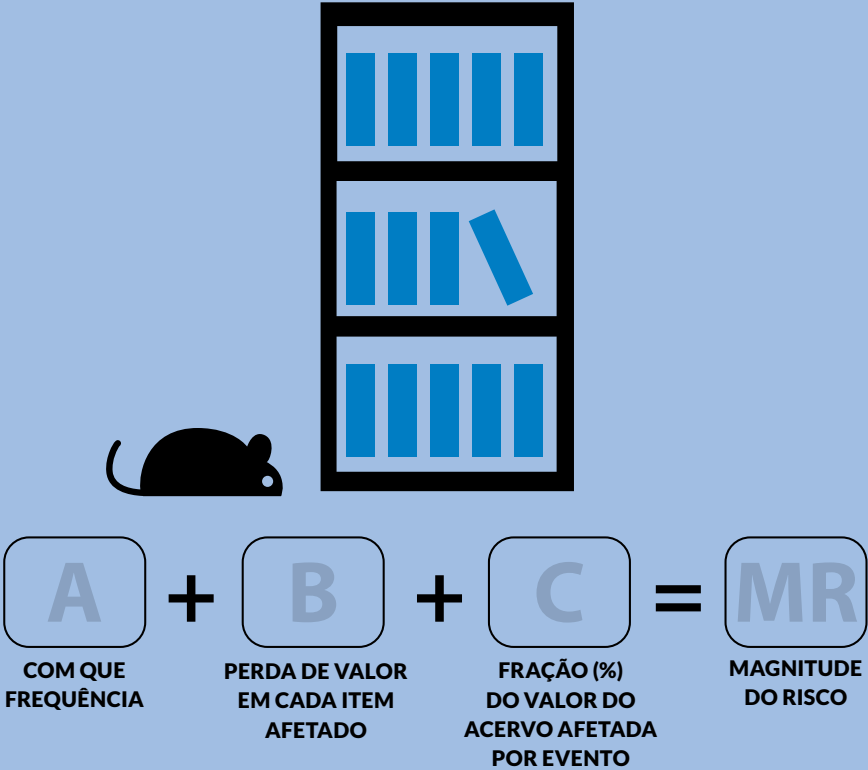 A + B + C = MR
COM QUE
FREQUÊNCIA
PERDA DE VALOR
EM CADA ITEM
AFETADO
FRAÇÃO (%)
DO VALOR DO
ACERVO AFETADA
POR EVENTO
MAGNITUDE
DO RISCO